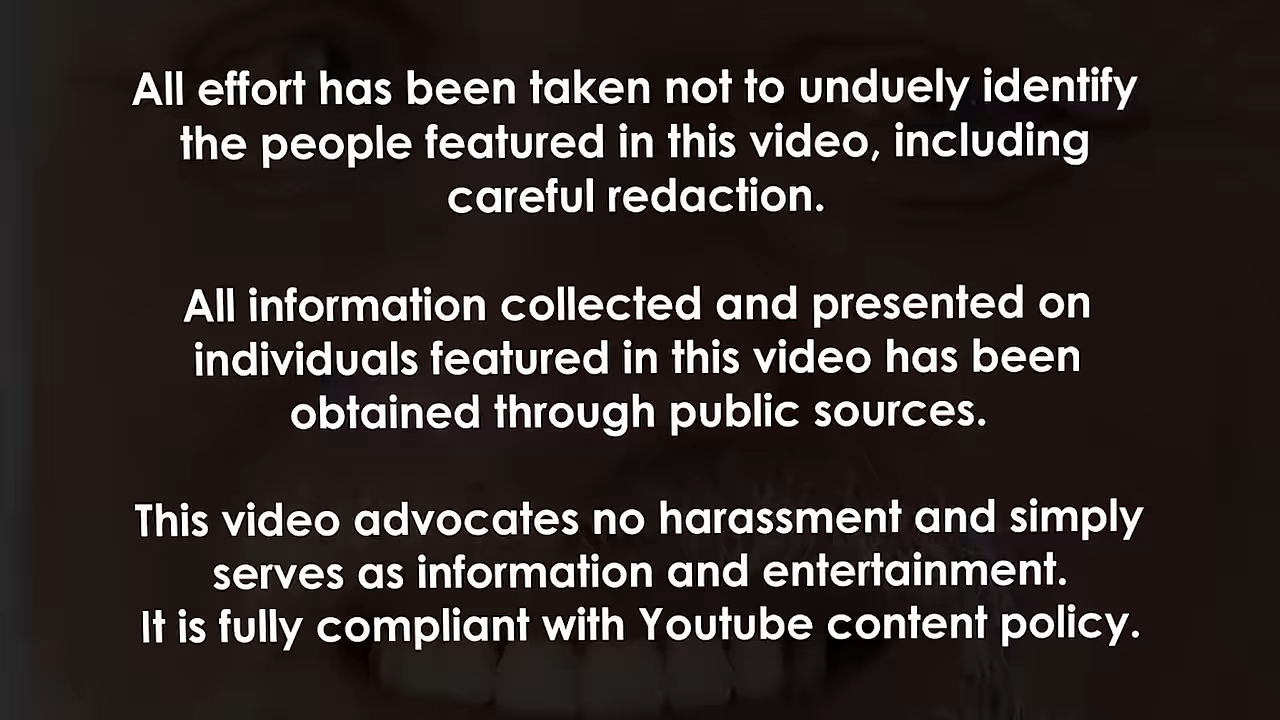 All effort has been taken not to unduely identify
the people featured in this video, including
careful redaction.
All information collected and presented on
individuals featured in this video has been
obtained through public sources.
This video advocates no harassment and simply
serves as information and entertainment.
It is fully compliant with Youtube content policy.